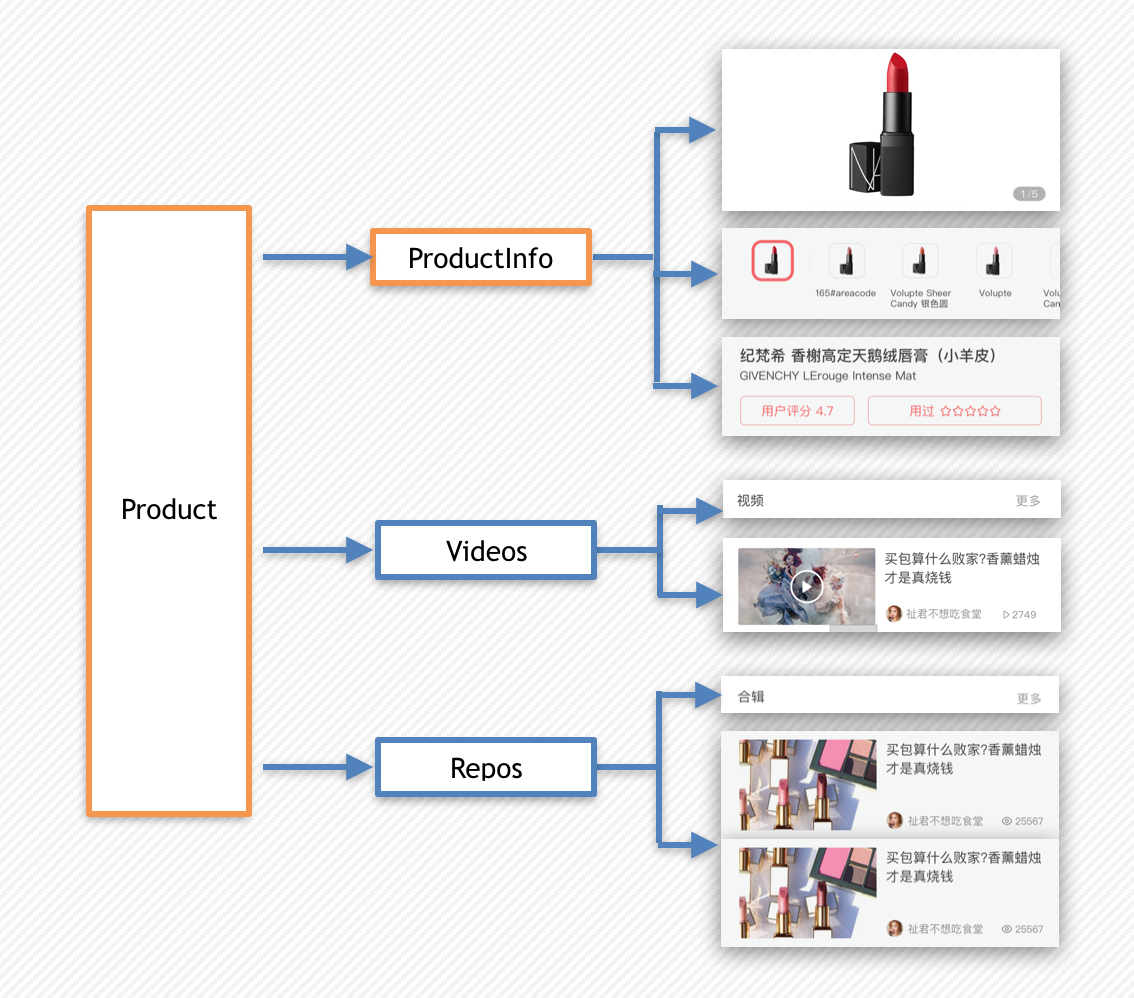 1/5
ProductInfo
165#areacode
Volupte Sheer
Candy 银色圆
Volupte
Volu
Can
纪梵希 香榭高定天鹅绒唇膏（小羊皮）
GIVENCHY LErouge Intense Mat
用户评分 4.7
用过 ☆☆☆☆☆
Product
Videos
视频
更多
买包算什么败家?香薰蜡烛
才是真烧钱
祉君不想吃食堂
2749
Repos
合辑
更多
买包算什么败家?香薰蜡烛
才是真烧钱
祉君不想吃食堂
25567
买包算什么败家?香薰蜡烛
才是真烧钱
祉君不想吃食堂
25567